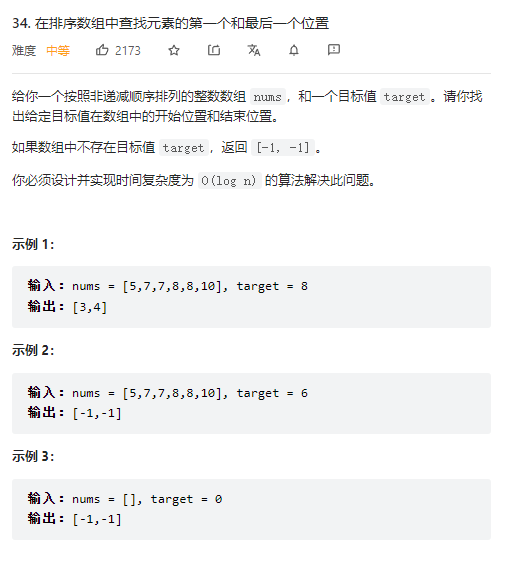 34. 在排序数组中查找元素的第一个和最后一个位置
难度 中等 2173
给你一个按照非递减顺序排列的整数数组 nums，和一个目标值 target。请你找
出给定目标值在数组中的开始位置和结束位置。
如果数组中不存在目标值 target，返回 [-1, -1]。
你必须设计并实现时间复杂度为 O(log n) 的算法解决此问题。
示例 1：
输入：nums = [5,7,7,8,8,10], target = 8
输出：[3,4]
示例 2：
输入：nums = [5,7,7,8,8,10], target = 6
输出：[-1,-1]
示例 3：
输入：nums = [], target = 0
输出：[-1,-1]